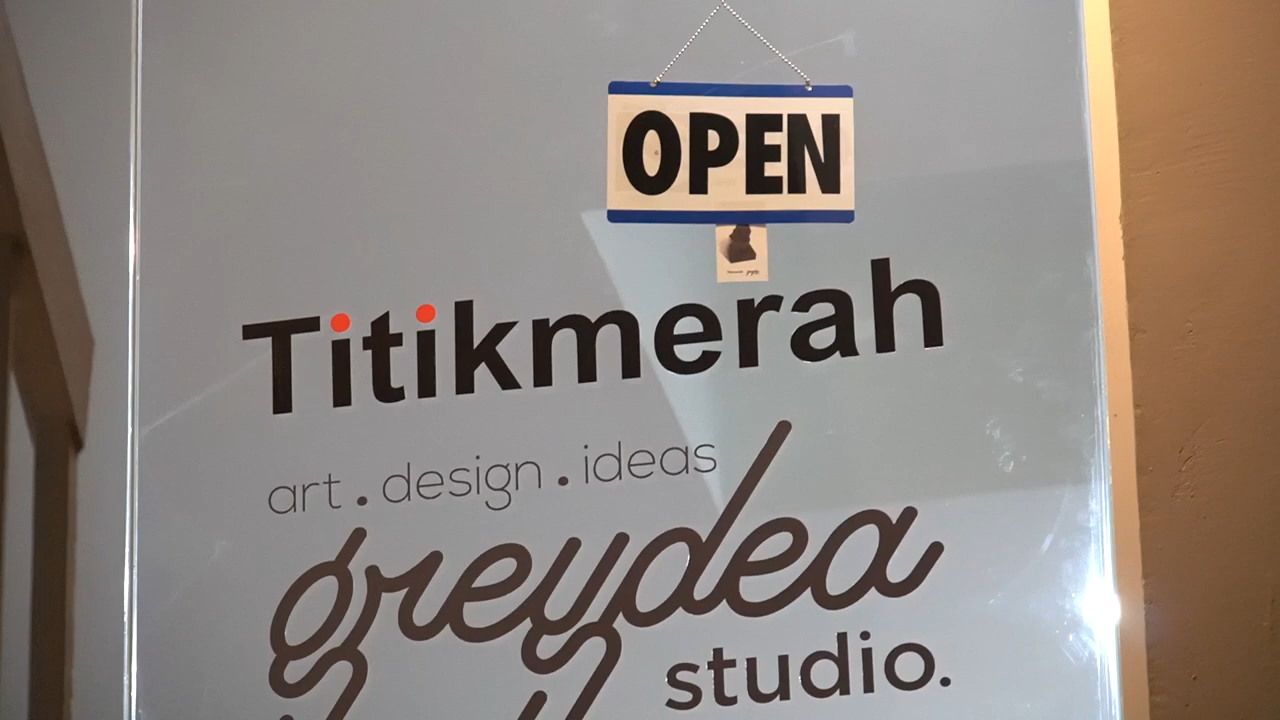 OPEN
Titikmerah
art.design.ideas
greydea
studio.